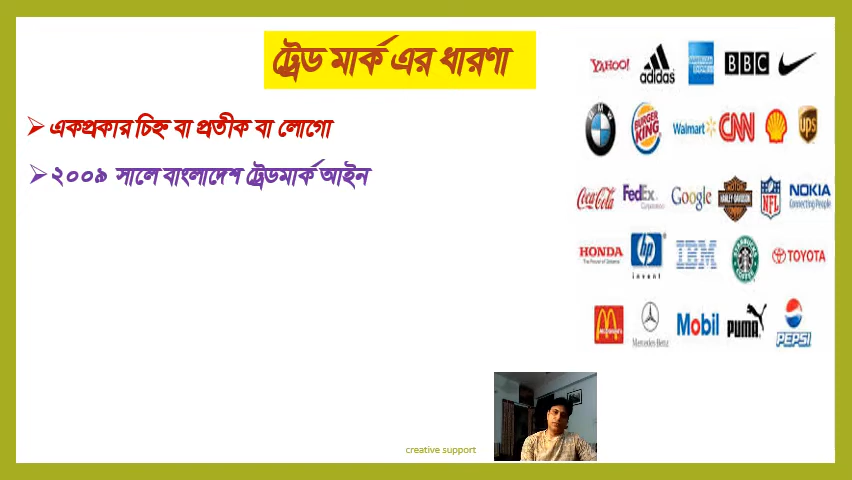 ট্রেড মার্ক এর ধারণা
একপ্রকার চিহ্ন বা প্রতীক বা লোগো
২০০৯ সালে বাংলাদেশ ট্রেডমার্ক আইন
YAHOO!
adidas
AMERICAN EXPRESS
BBC
BMW
BURGER KING
Walmart
CNN
ups
Coca-Cola
FedEx
Google
MOTOR HARLEY-DAVIDSON
NFL
NOKIA
Connecting People
HONDA
The Power of Dreams
hp
invent
IBM
STARBUCKS COFFEE
TOYOTA
McDonald's
Mercedes-Benz
Mobil
PUMA
PEPSI
creative support